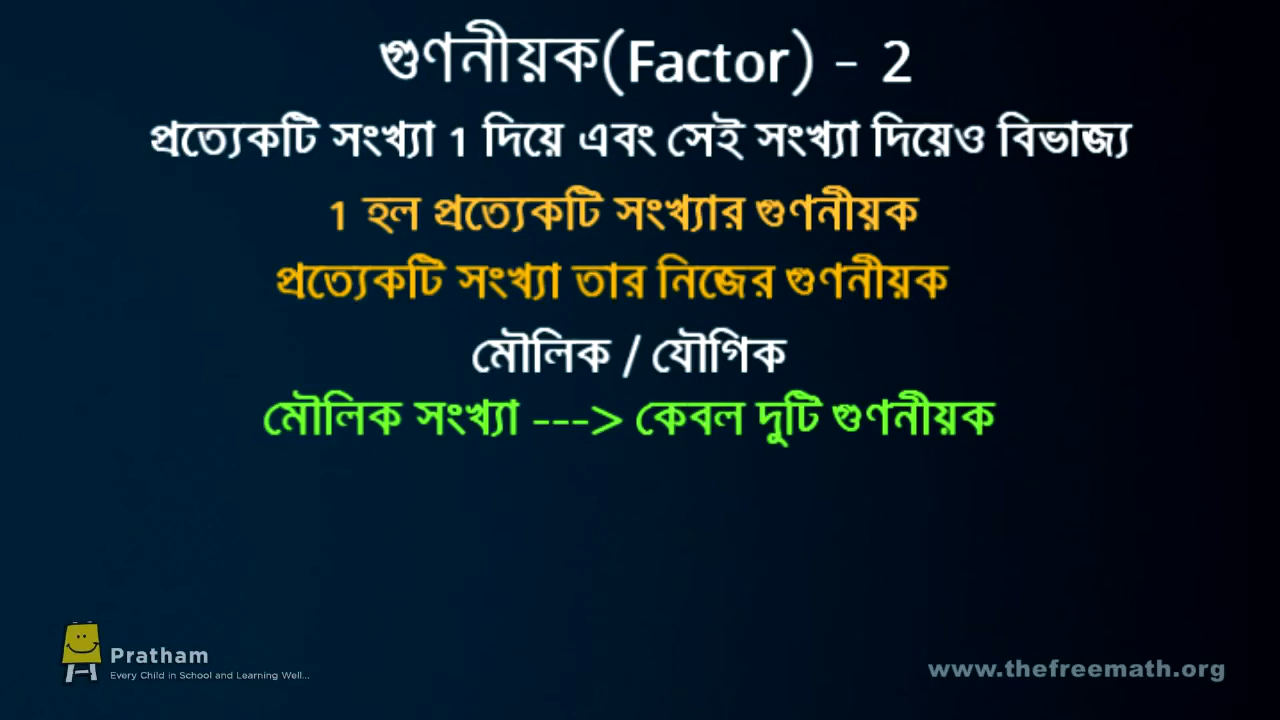 গুণনীয়ক(Factor) - 2
প্রত্যেকটি সংখ্যা 1 দিয়ে এবং সেই সংখ্যা দিয়েও বিভাজ্য
1 হল প্রত্যেকটি সংখ্যার গুণনীয়ক
প্রত্যেকটি সংখ্যা তার নিজের গুণনীয়ক
মৌলিক / যৌগিক
মৌলিক সংখ্যা ---> কেবল দুটি গুণনীয়ক
Pratham
Every Child in School and Learning Well...
www.thefreemath.org